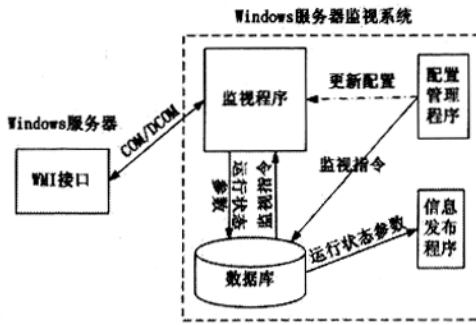 Windows服务器监视系统
监视程序
更新配置
配置
管理
程序
Windows服务器
COM/DCOM
WMI接口
运行状态
参数
监视指令
监视指令
信息
发布
程序
运行状态参数
数据库